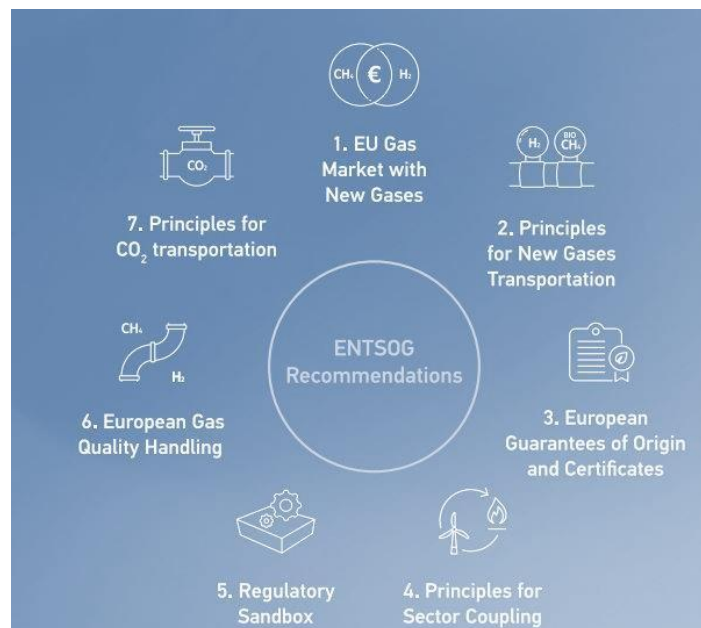 CH₄ € H₂
1. EU Gas
Market with
New Gases
H₂ BIO CH₄
2. Principles
for New Gases
Transportation
3. European
Guarantees of Origin
and Certificates
4. Principles for
Sector Coupling
5. Regulatory
Sandbox
CH₄
H₂
6. European Gas
Quality Handling
CO₂
7. Principles for
CO₂ transportation
ENTSOG
Recommendations